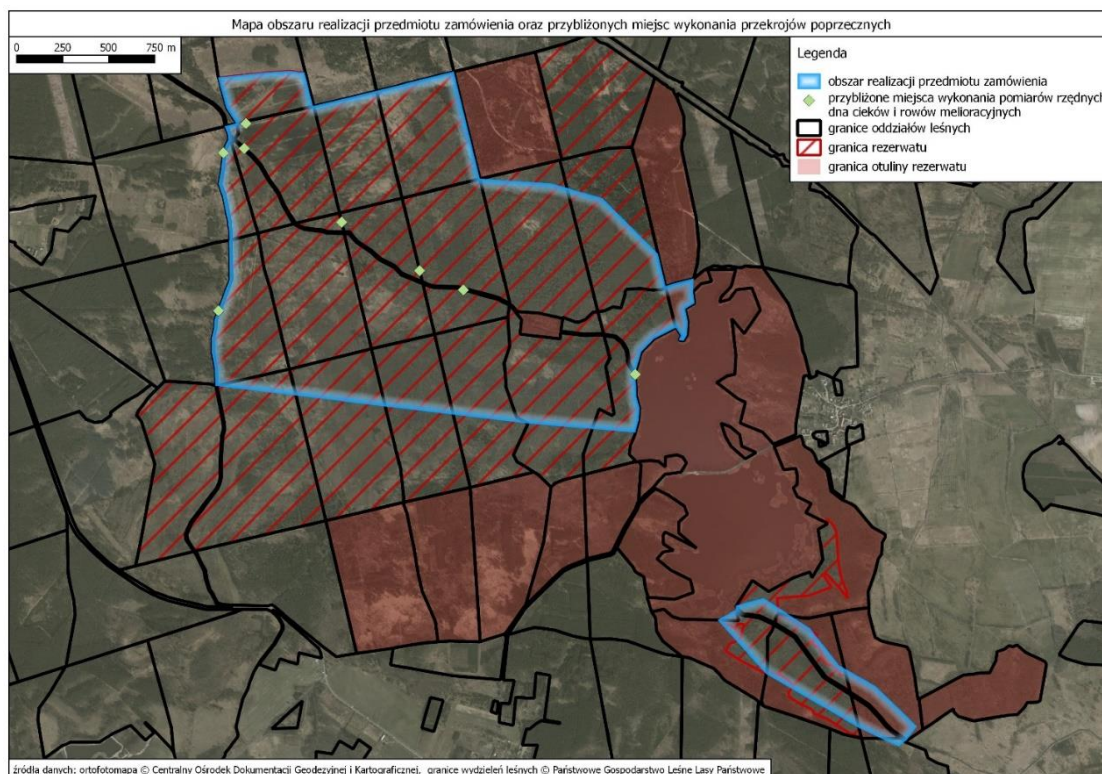 Mapa obszaru realizacji przedmiotu zamówienia oraz przybliżonych miejsc wykonania przekrojów poprzecznych
0 250 500 750 m
Legenda
obszar realizacji przedmiotu zamówienia
przybliżone miejsca wykonania pomiarów rzędnych
dna cieków i rowów melioracyjnych
granice oddziałów leśnych
granica rezerwatu
granica otuliny rezerwatu
źródła danych: ortofotomapa © Centralny Ośrodek Dokumentacji Geodezyjnej i Kartograficznej, granice wydzieleń leśnych © Państwowe Gospodarstwo Leśne Lasy Państwowe